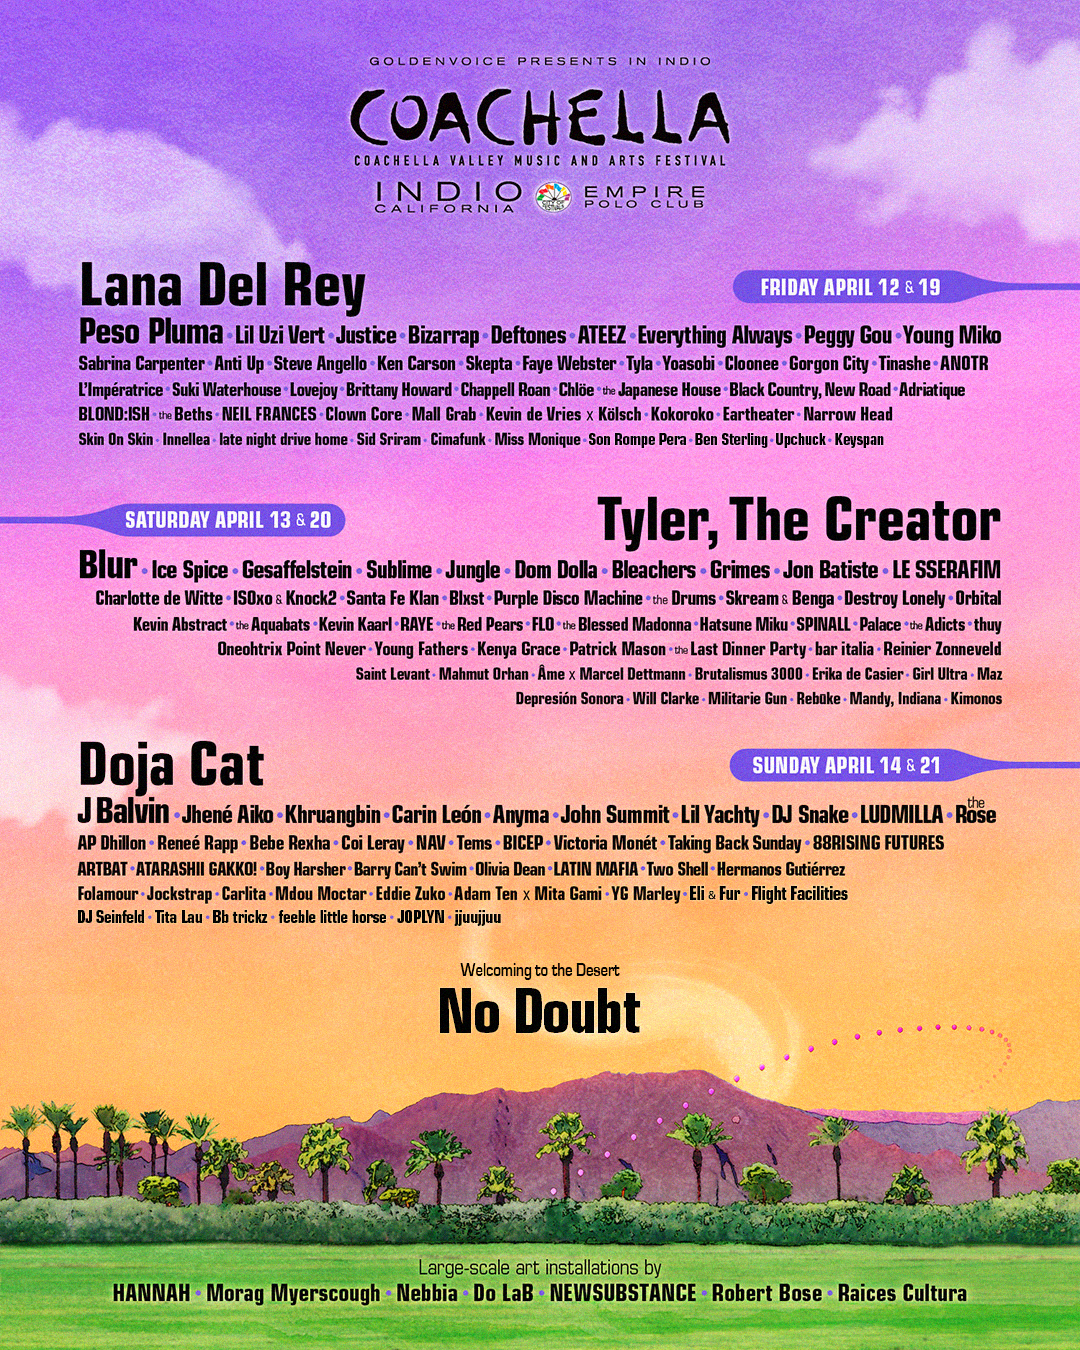 GOLDENVOICE PRESENTS IN INDIO
COACHELLA
COACHELLA VALLEY MUSIC AND ARTS FESTIVAL
INDIO CALIFORNIA EMPIRE POLO CLUB
Lana Del Rey
FRIDAY APRIL 12 & 19
Peso Pluma • Lil Uzi Vert • Justice • Bizarrap • Deftones • ATEEZ • Everything Always • Peggy Gou • Young Miko
Sabrina Carpenter • Anti Up • Steve Angello • Ken Carson • Skepta • Faye Webster • Tyla • Yoasobi • Cloonee • Gorgon City • Tinashe • ANOTR
L'Impératrice • Suki Waterhouse • Lovejoy • Brittany Howard • Chappell Roan • Chlöe • the Japanese House • Black Country, New Road • Adriatique
BLOND:ISH • the Beths • NEIL FRANCES • Clown Core • Mall Grab • Kevin de Vries x Kölsch • Kokoroko • Eartheater • Narrow Head
Skin On Skin • Innellea • late night drive home • Sid Sriram • Cimafunk • Miss Monique • Son Rompe Pera • Ben Sterling • Upchuck • Keyspan
SATURDAY APRIL 13 & 20
Tyler, The Creator
Blur • Ice Spice • Gesaffelstein • Sublime • Jungle • Dom Dolla • Bleachers • Grimes • Jon Batiste • LE SSERAFIM
Charlotte de Witte • ISOxo & Knock2 • Santa Fe Klan • Blxst • Purple Disco Machine • the Drums • Skream & Benga • Destroy Lonely • Orbital
Kevin Abstract • the Aquabats • Kevin Kaarl • RAYE • the Red Pears • FLO • the Blessed Madonna • Hatsune Miku • SPINALL • Palace • the Adicts • thuy
Oneohtrix Point Never • Young Fathers • Kenya Grace • Patrick Mason • the Last Dinner Party • bar italia • Reinier Zonneveld
Saint Levant • Mahmut Orhan • Âme x Marcel Dettmann • Brutalismus 3000 • Erika de Casier • Girl Ultra • Maz
Depresión Sonora • Will Clarke • Militarie Gun • Rebūke • Mandy, Indiana • Kimonos
Doja Cat
SUNDAY APRIL 14 & 21
J Balvin • Jhené Aiko • Khruangbin • Carin León • Anyma • John Summit • Lil Yachty • DJ Snake • LUDMILLA • the Rose
AP Dhillon • Reneé Rapp • Bebe Rexha • Coi Leray • NAV • Tems • BICEP • Victoria Monét • Taking Back Sunday • 88RISING FUTURES
ARTBAT • ATARASHII GAKKO! • Boy Harsher • Barry Can't Swim • Olivia Dean • LATIN MAFIA • Two Shell • Hermanos Gutiérrez
Folamour • Jockstrap • Carlita • Mdou Moctar • Eddie Zuko • Adam Ten x Mita Gami • YG Marley • Eli & Fur • Flight Facilities
DJ Seinfeld • Tita Lau • Bb trickz • feeble little horse • JOPLYN • jjuujjuu
Welcoming to the Desert
No Doubt
Large-scale art installations by
HANNAH • Morag Myerscough • Nebbia • Do LaB • NEWSUBSTANCE • Robert Bose • Raices Cultura